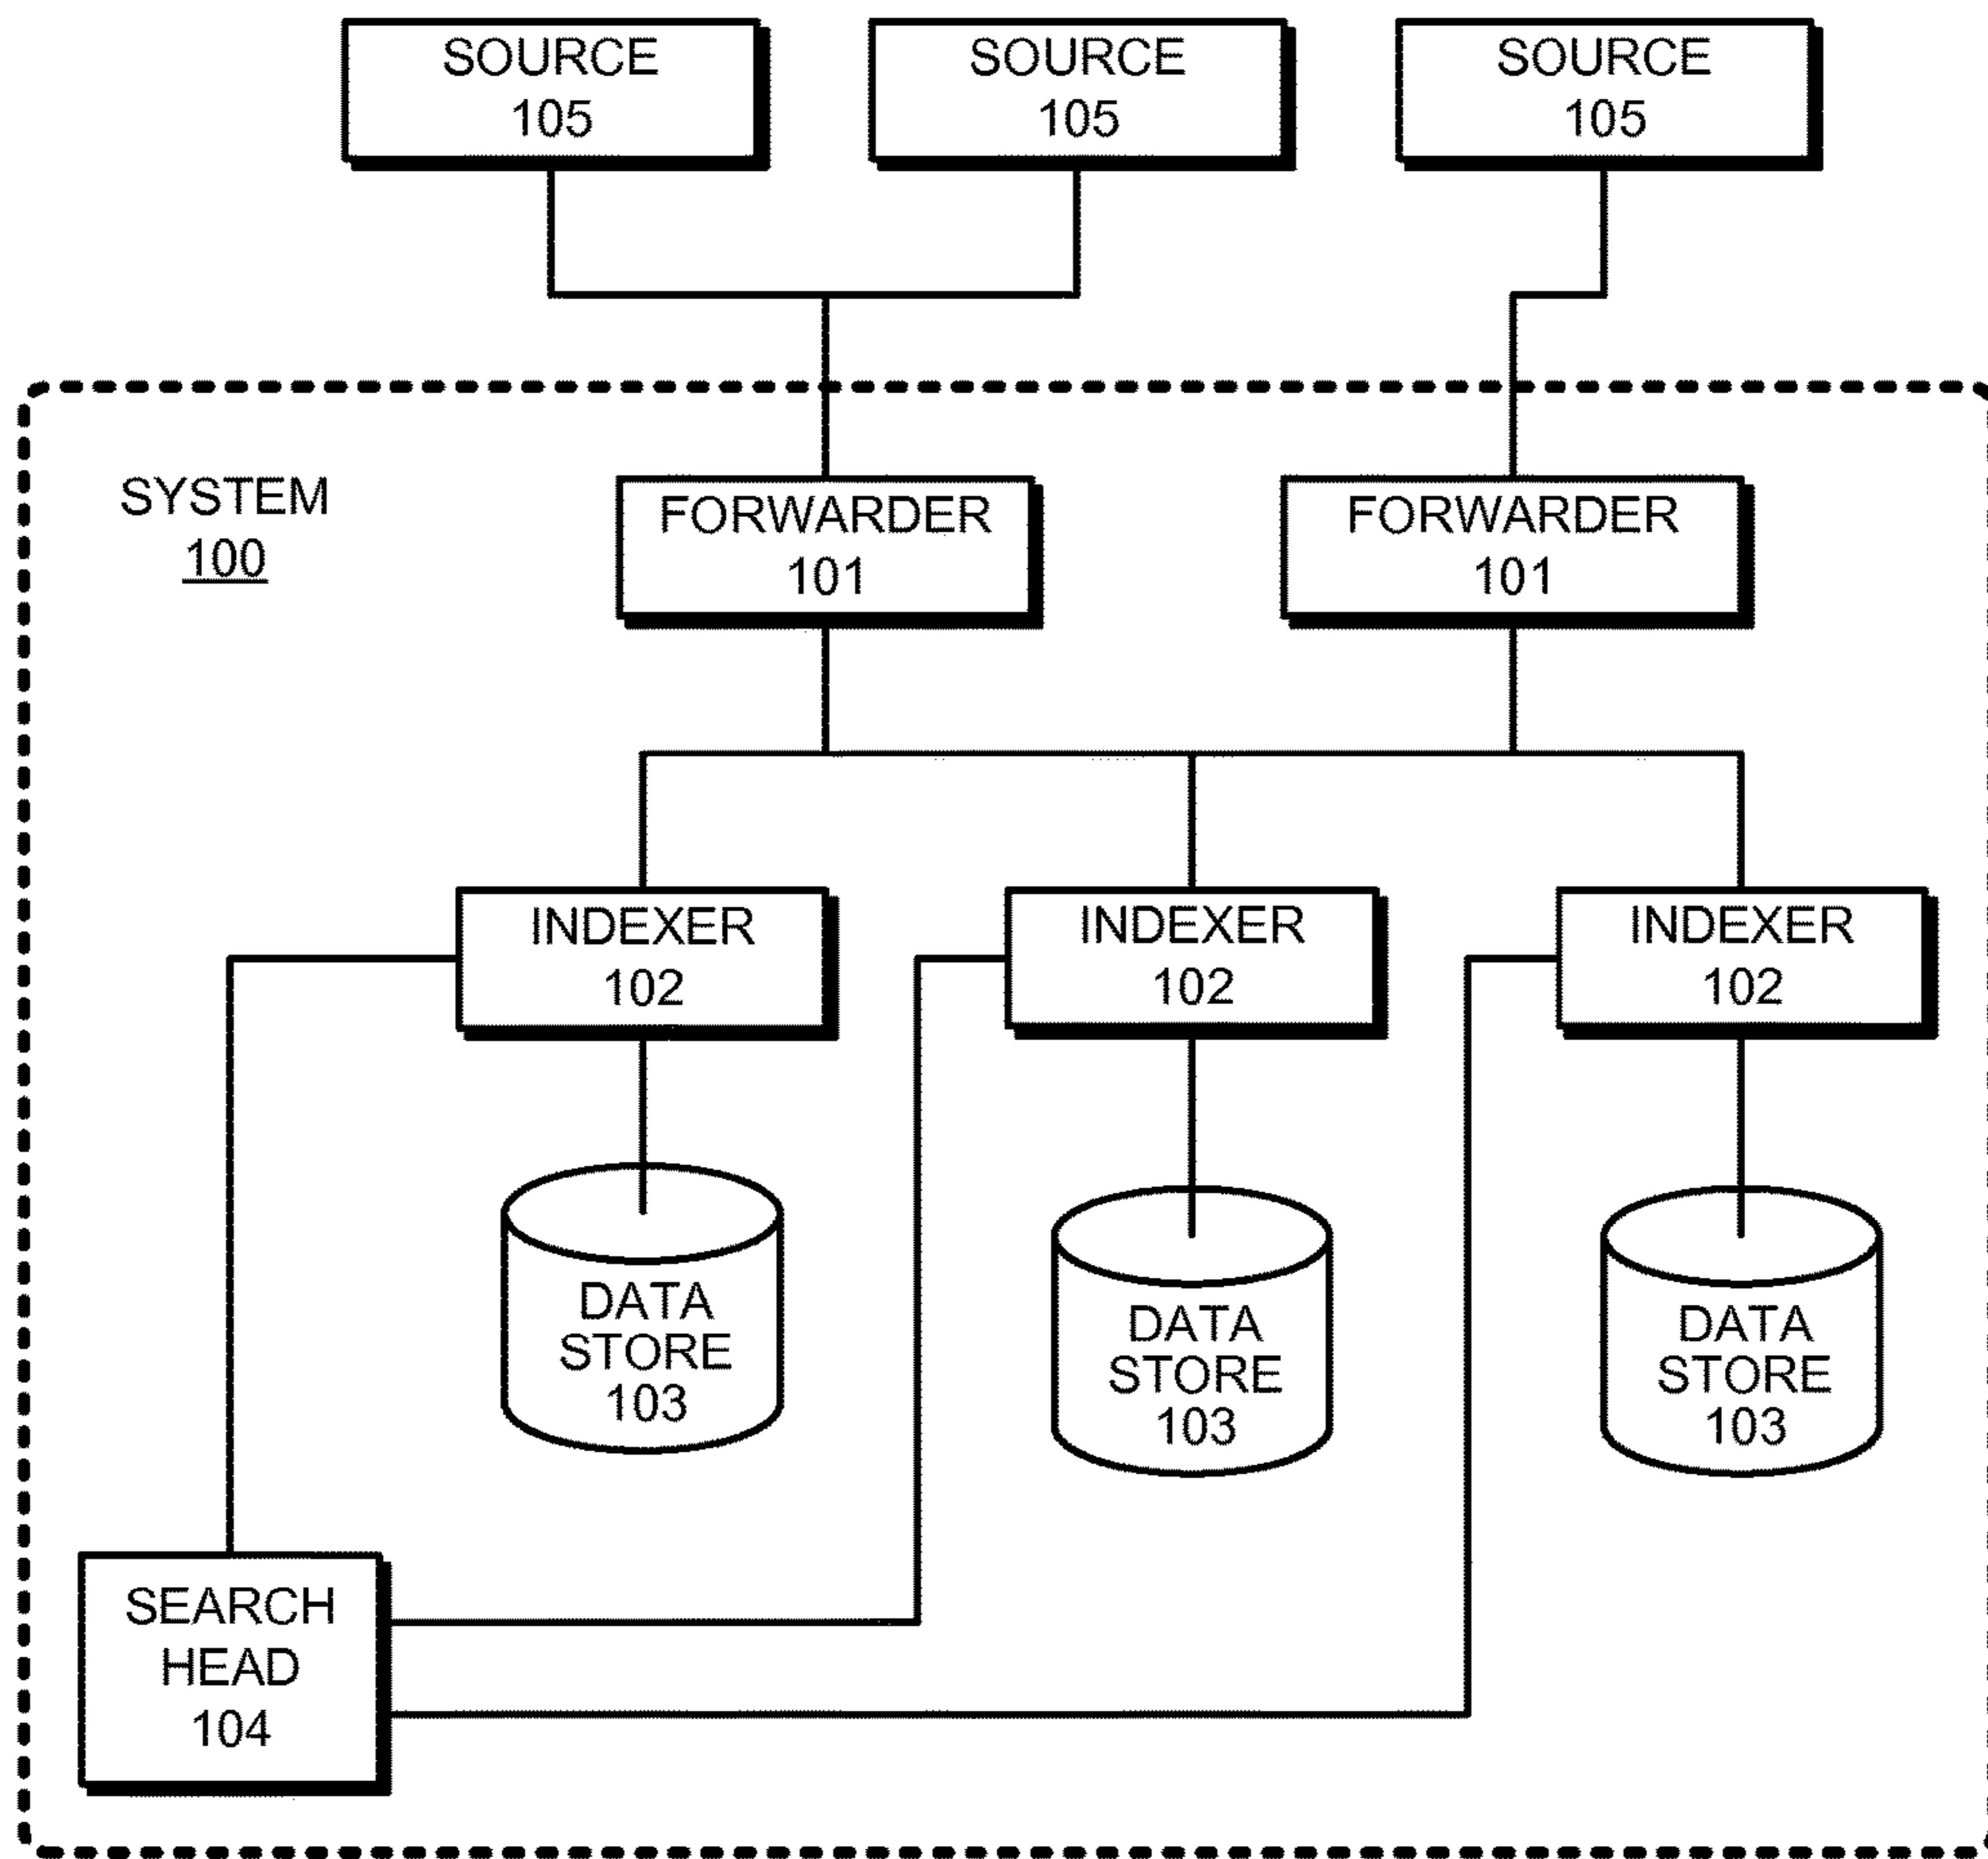 SOURCE
105
SOURCE
105
SOURCE
105
SYSTEM
100
FORWARDER
101
FORWARDER
101
INDEXER
102
INDEXER
102
INDEXER
102
DATA
STORE
103
DATA
STORE
103
DATA
STORE
103
SEARCH
HEAD
104